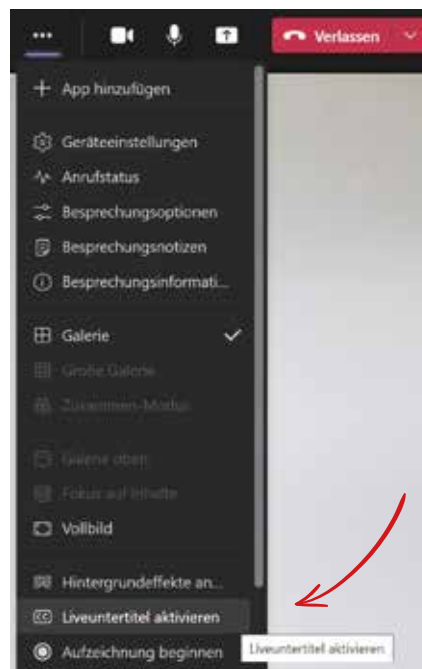 Verlassen
App hinzufügen
Geräteeinstellungen
Anrufstatus
Besprechungsoptionen
Besprechungsnotizen
Besprechungsinformati...
Galerie
Große Galerie
Zusammen-Modus
Galerie oben
Fokus auf Inhalte
Vollbild
Hintergrundeffekte an...
Liveuntertitel aktivieren
Aufzeichnung beginnen
Liveuntertitel aktivieren